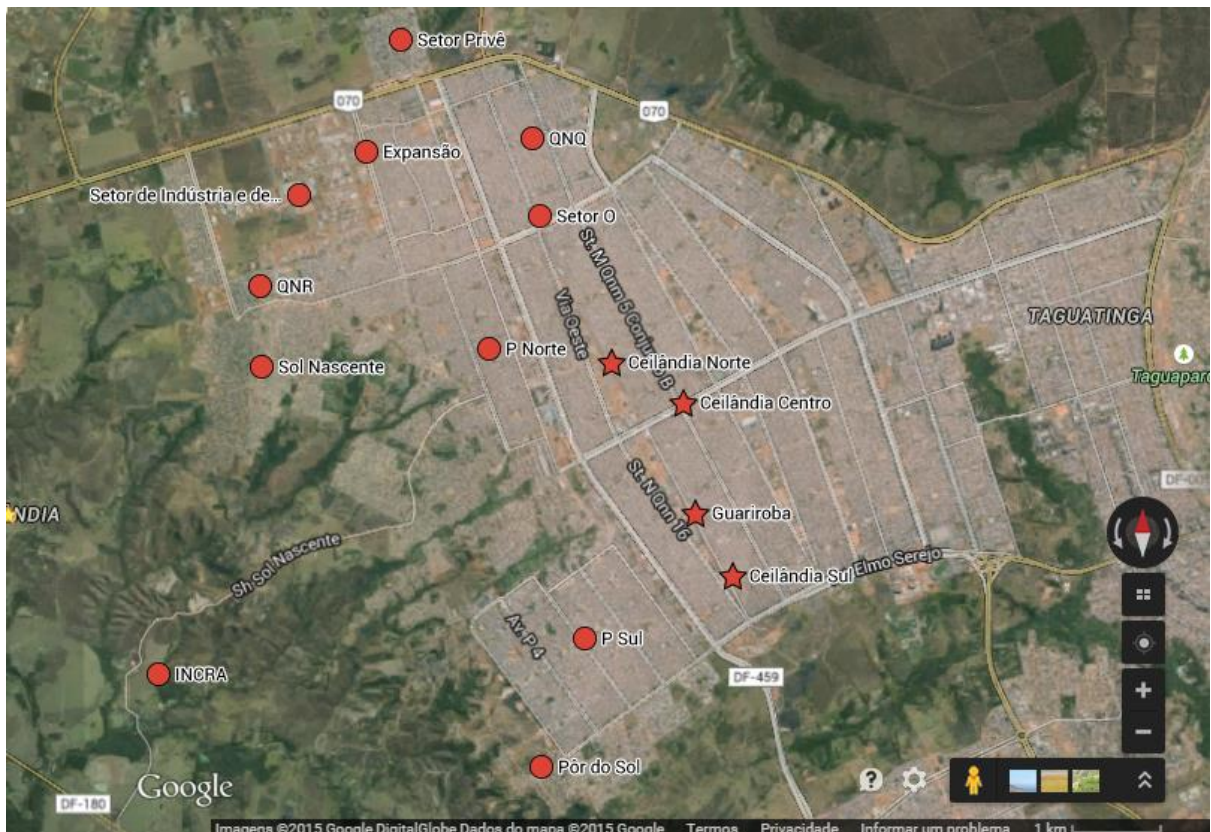 Setor Privê
070
070
QNQ
Expansão
Setor de Indústria e de...
Setor O
St. M Qnm 5 Conjunto B
QNR
Via Oeste
TAGUATINGA
P Norte
Ceilândia Norte
Sol Nascente
Taguaparq
Ceilândia Centro
St. N Qnn 16
DF-00
NDIA
Guariroba
Sh Sol Nascente
Elmo Serejo
Ceilândia Sul
Av. P 4
P Sul
INCRA
DF-459
Pôr do Sol
Google
DF-180
Imagens ©2015 Google DigitalGlobe Dados do mapa ©2015 Google Termos Privacidade Informar um problema 1 km